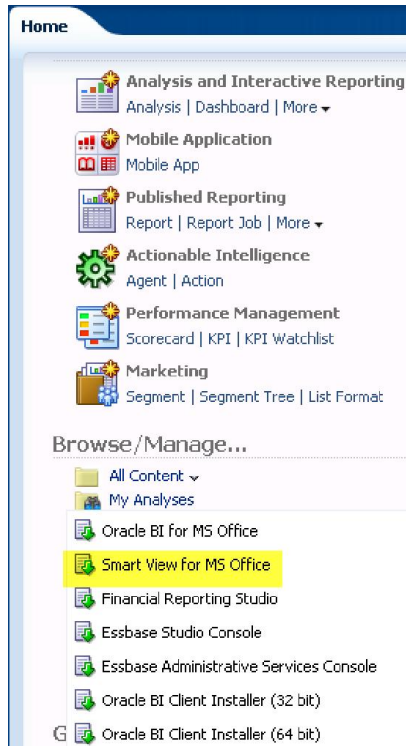 Home
Analysis and Interactive Reporting
Analysis | Dashboard | More
Mobile Application
Mobile App
Published Reporting
Report | Report Job | More
Actionable Intelligence
Agent | Action
Performance Management
Scorecard | KPI | KPI Watchlist
Marketing
Segment | Segment Tree | List Format
Browse/Manage...
All Content
My Analyses
Oracle BI for MS Office
Smart View for MS Office
Financial Reporting Studio
Essbase Studio Console
Essbase Administrative Services Console
Oracle BI Client Installer (32 bit)
G Oracle BI Client Installer (64 bit)